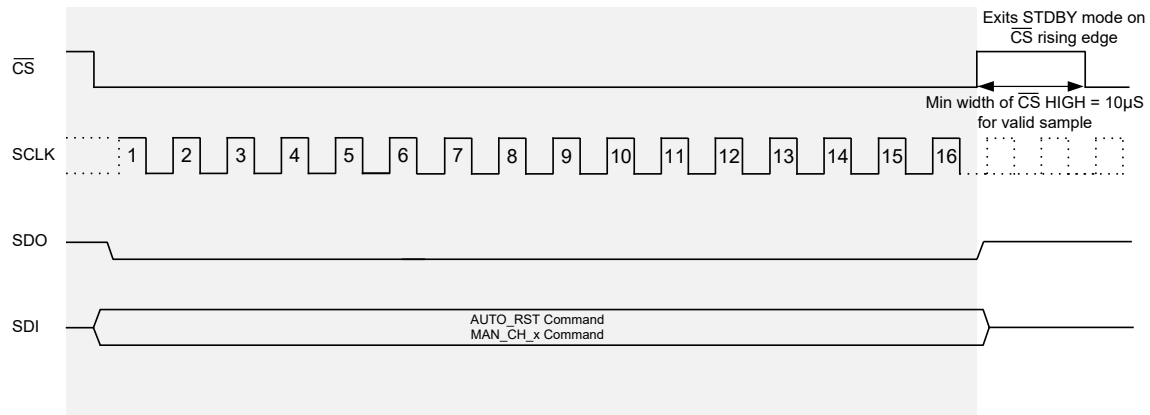 Exits STDBY mode on
CS rising edge
CS
Min width of CS HIGH = 10µS
for valid sample
SCLK
1 2 3 4 5 6 7 8 9 10 11 12 13 14 15 16
SDO
SDI
AUTO_RST Command
MAN_CH_x Command